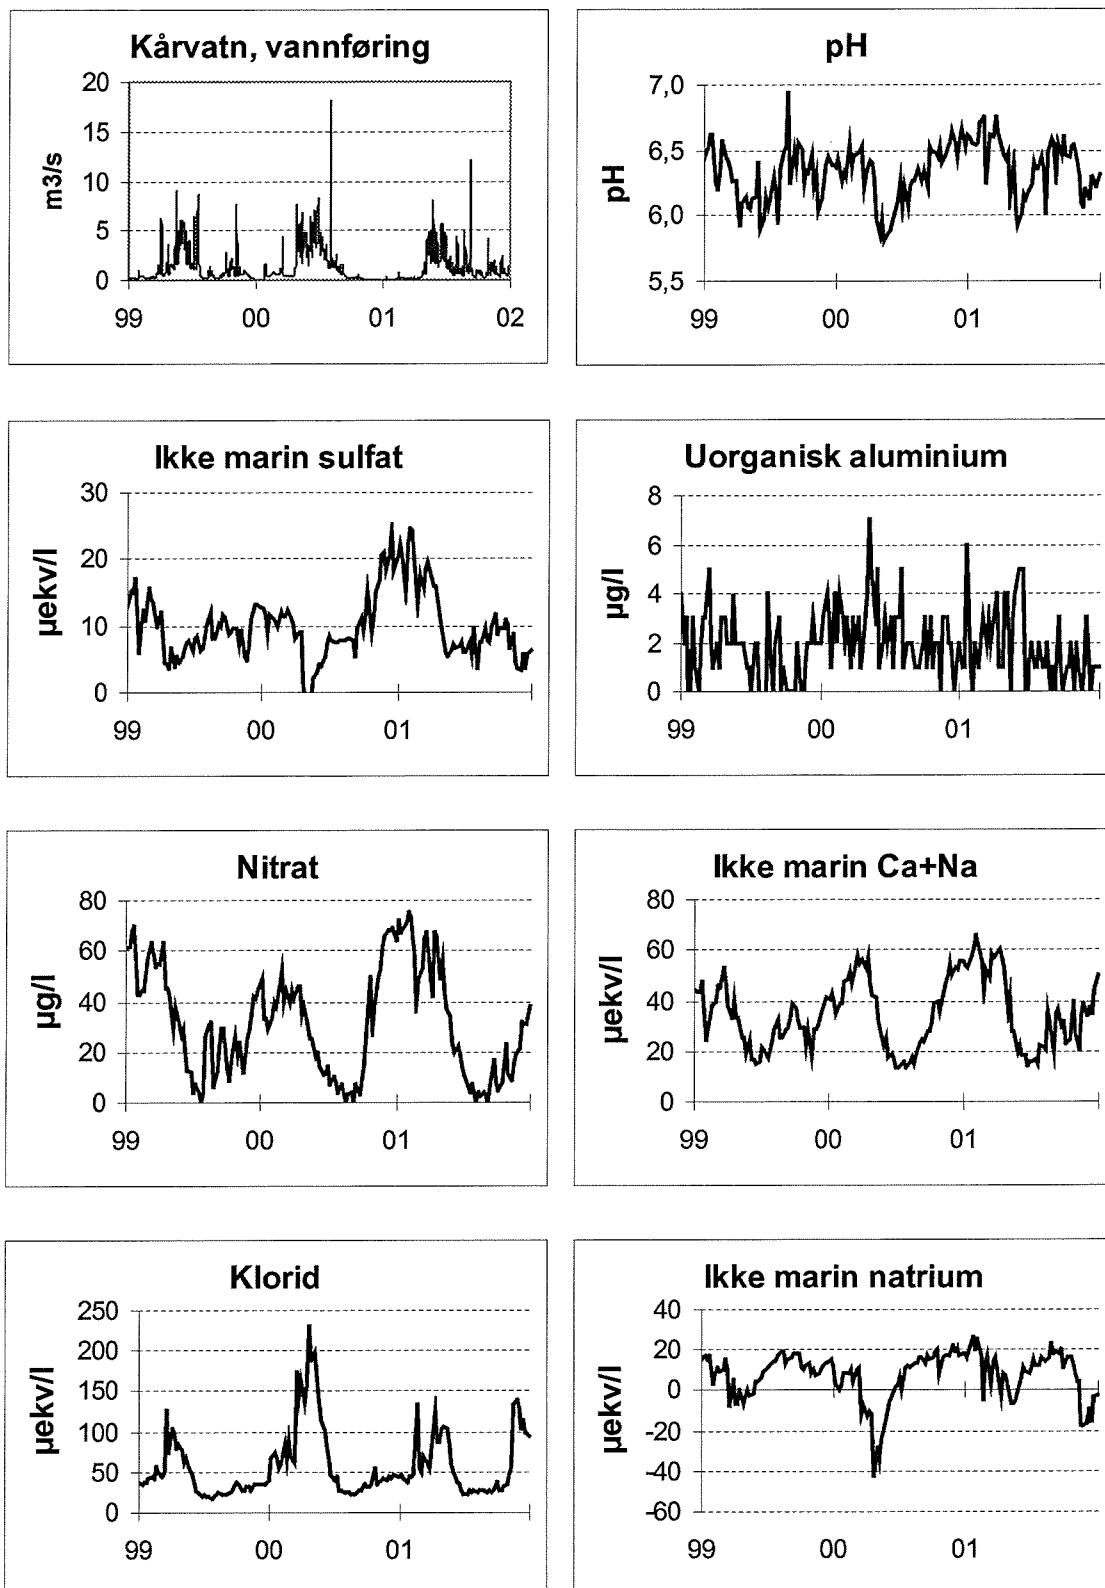 Kårvatn, vannføring
20
15
10
5
0
m3/s
99 00 01 02
pH
7,0
6,5
6,0
5,5
pH
99 00 01
Ikke marin sulfat
30
20
10
0
µekv/l
99 00 01
Uorganisk aluminium
8
6
4
2
0
µg/l
99 00 01
Nitrat
80
60
40
20
0
µg/l
99 00 01
Ikke marin Ca+Na
80
60
40
20
0
µekv/l
99 00 01
Klorid
250
200
150
100
50
0
µekv/l
99 00 01
Ikke marin natrium
40
20
0
-20
-40
-60
µekv/l
99 00 01